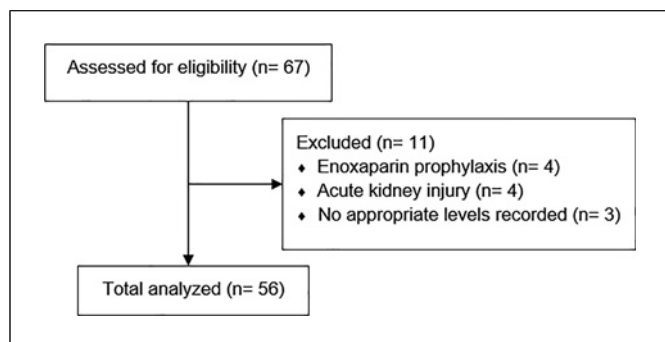 Assessed for eligibility (n= 67)
Excluded (n= 11)
♦ Enoxaparin prophylaxis (n= 4)
♦ Acute kidney injury (n= 4)
♦ No appropriate levels recorded (n= 3)
Total analyzed (n= 56)